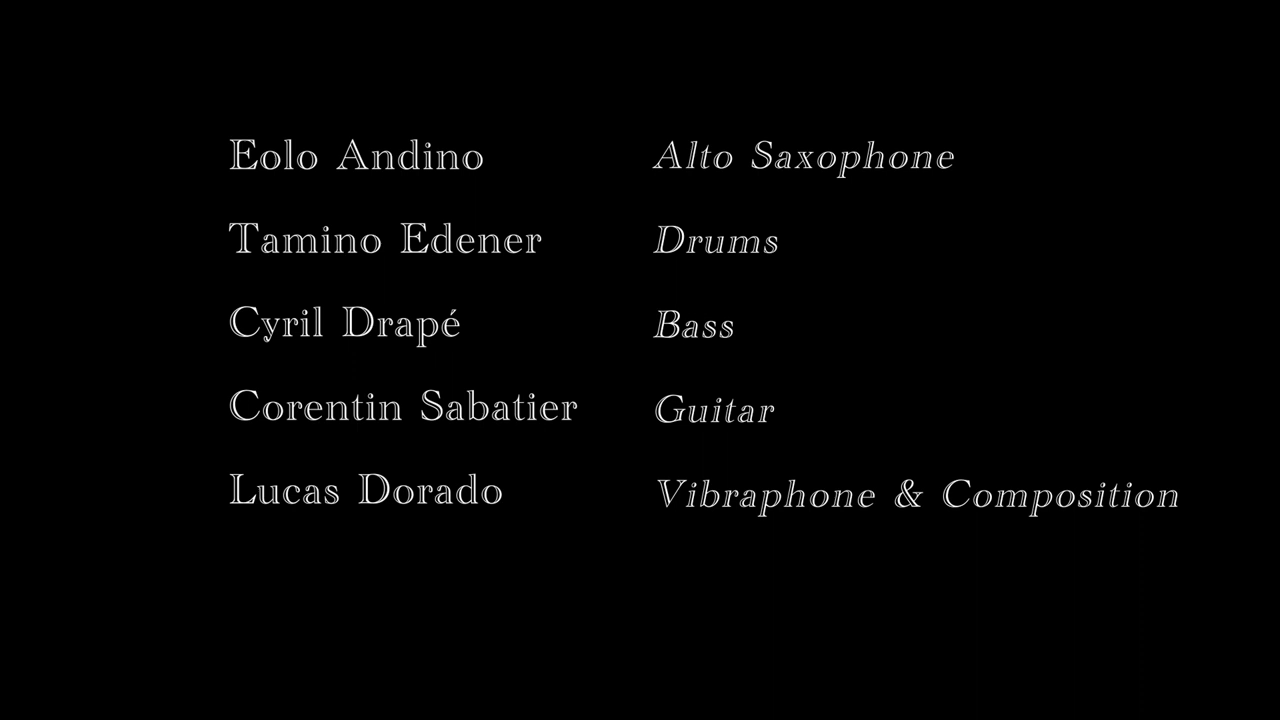 Eolo Andino Alto Saxophone
Tamino Edener Drums
Cyril Drapé Bass
Corentin Sabatier Guitar
Lucas Dorado Vibraphone & Composition